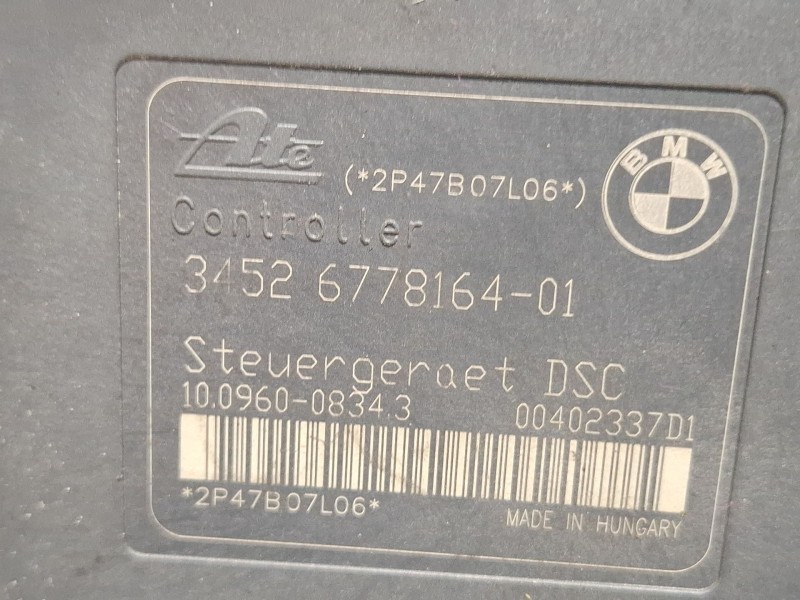 Ate
(*2P47B07L06*)
BMW
Controller
3452 6778164-01
Steuergeraet DSC
10.0960-0834.3 00402337D1
*2P47B07L06*
MADE IN HUNGARY